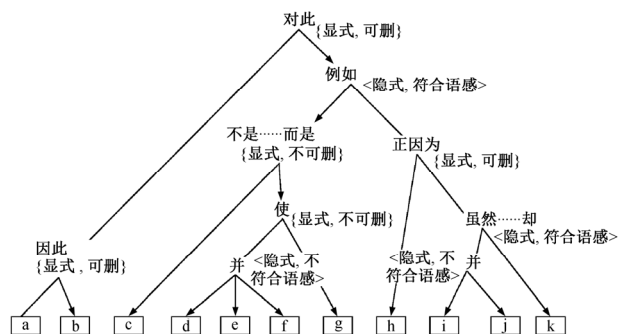 对此
{显式, 可删}
例如
<隐式, 符合语感>
不是……而是
{显式, 不可删}
正因为
{显式, 可删}
使
{显式, 不可删}
虽然……却
<隐式, 符合语感>
因此
{显式, 可删}
并
<隐式, 不
符合语感>
<隐式, 不
符合语感>
并
a b c d e f g h i j k